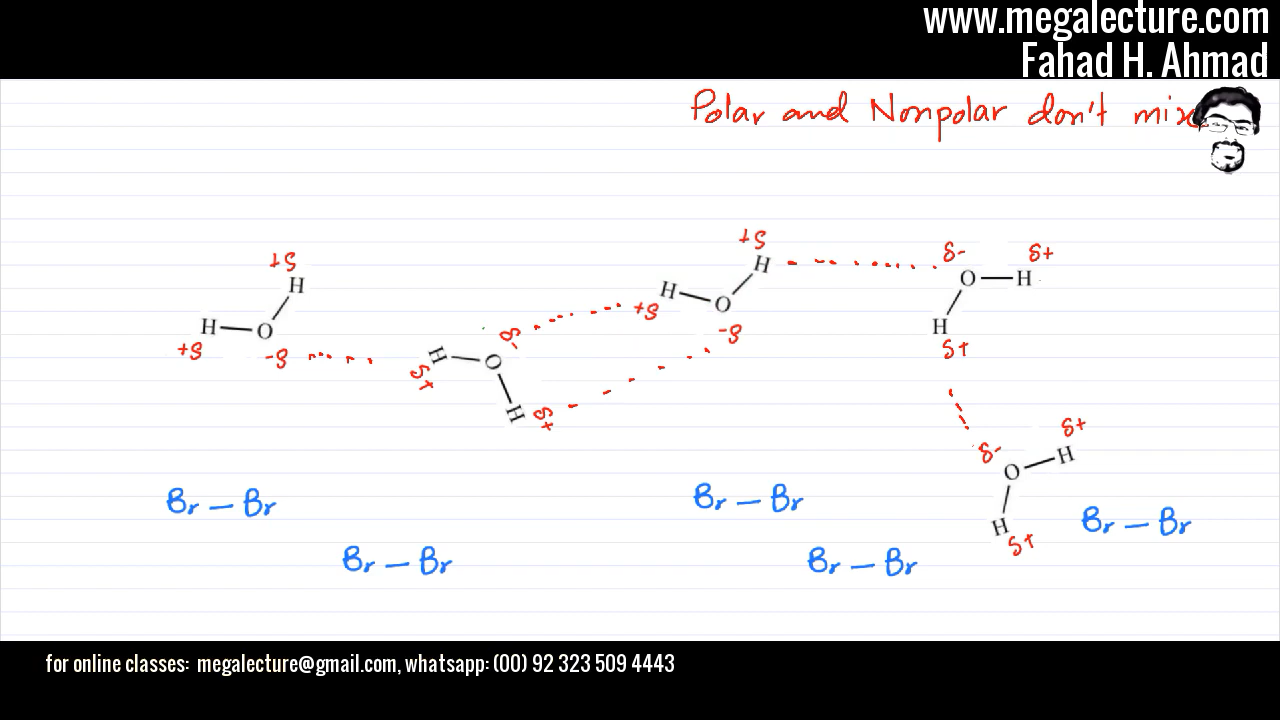 www.megalecture.com
Fahad H. Ahmad
Polar and Nonpolar don't mix
δ+
H
H
O
δ+
δ-
H
O
δ-
δ+
H
δ+
δ+
H
H
O
δ+
δ-
δ-
δ+
O
H
H
δ+
δ-
δ+
O
H
H
δ+
Br – Br
Br – Br
Br – Br
Br – Br
Br – Br
for online classes: megalecture@gmail.com, whatsapp: (00) 92 323 509 4443